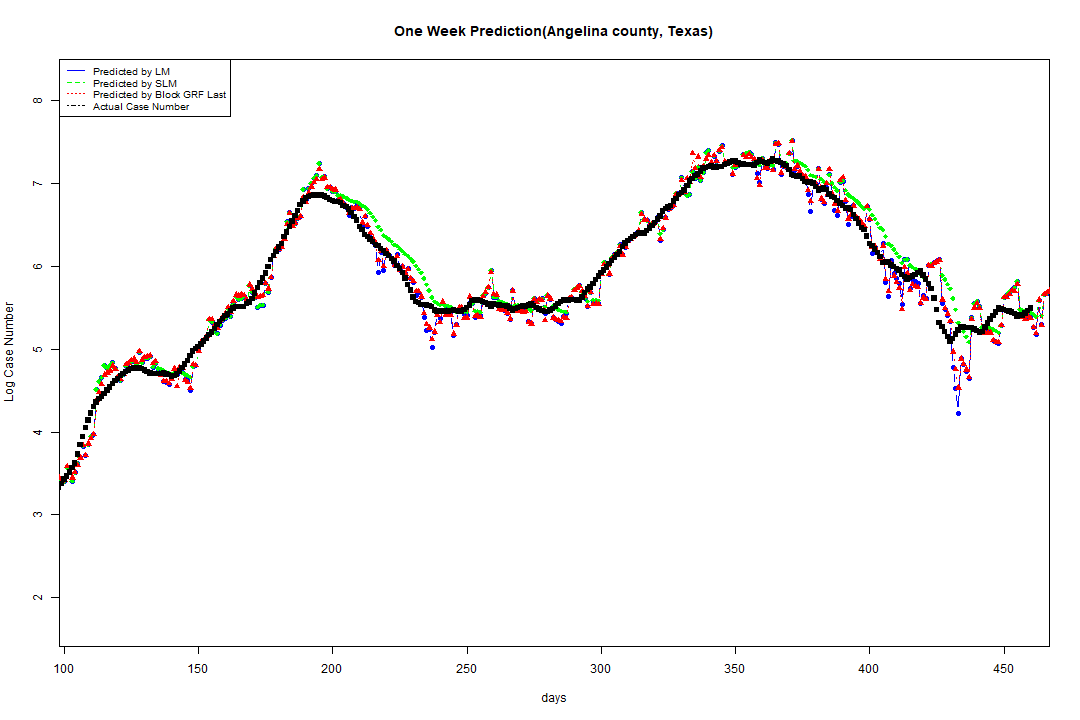 One Week Prediction(Angelina county, Texas)
Predicted by LM
Predicted by SLM
Predicted by Block GRF Last
Actual Case Number
8
7
6
5
4
3
2
Log Case Number
100 150 200 250 300 350 400 450
days